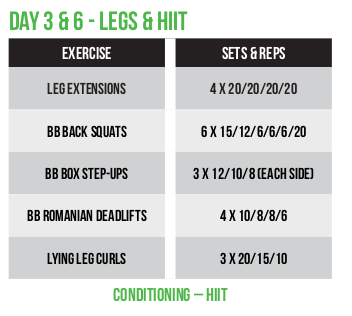 DAY 3 & 6 - LEGS & HIIT
EXERCISE SETS & REPS
LEG EXTENSIONS 4 X 20/20/20/20
BB BACK SQUATS 6 X 15/12/6/6/6/20
BB BOX STEP-UPS 3 X 12/10/8 (EACH SIDE)
BB ROMANIAN DEADLIFTS 4 X 10/8/8/6
LYING LEG CURLS 3 X 20/15/10
CONDITIONING – HIIT